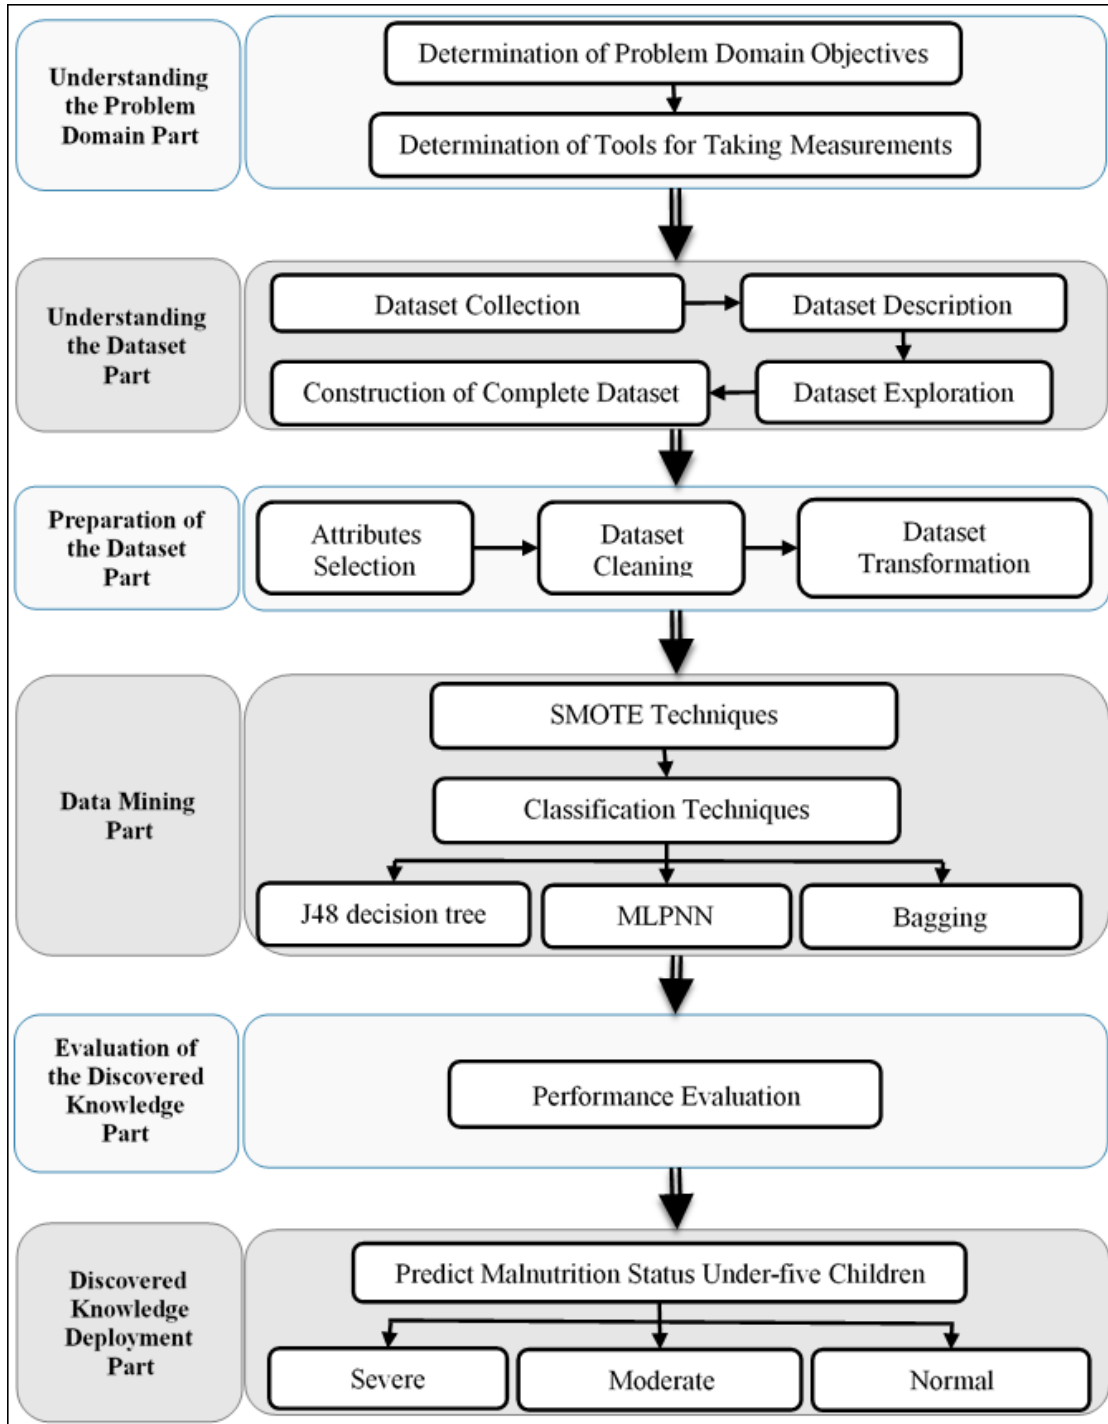 Understanding
the Problem
Domain Part
Determination of Problem Domain Objectives
Determination of Tools for Taking Measurements
Understanding
the Dataset
Part
Dataset Collection
Dataset Description
Construction of Complete Dataset
Dataset Exploration
Preparation of
the Dataset
Part
Attributes
Selection
Dataset
Cleaning
Dataset
Transformation
Data Mining
Part
SMOTE Techniques
Classification Techniques
J48 decision tree
MLPNN
Bagging
Evaluation of
the Discovered
Knowledge
Part
Performance Evaluation
Discovered
Knowledge
Deployment
Part
Predict Malnutrition Status Under-five Children
Severe
Moderate
Normal